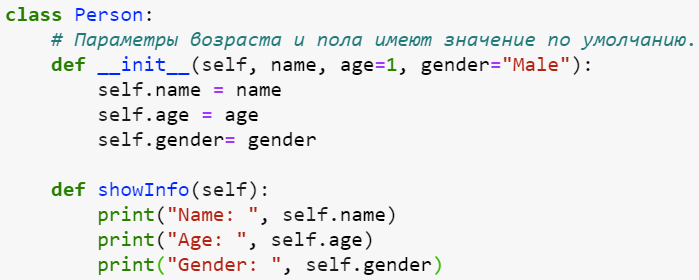 class Person:
    # Параметры возраста и пола имеют значение по умолчанию.
    def __init__(self, name, age=1, gender="Male"):
        self.name = name
        self.age = age
        self.gender= gender

    def showInfo(self):
        print("Name: ", self.name)
        print("Age: ", self.age)
        print("Gender: ", self.gender)